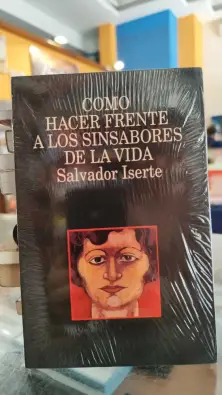 COMO
HACER FRENTE
A LOS SINSABORES
DE LA VIDA
Salvador Iserte